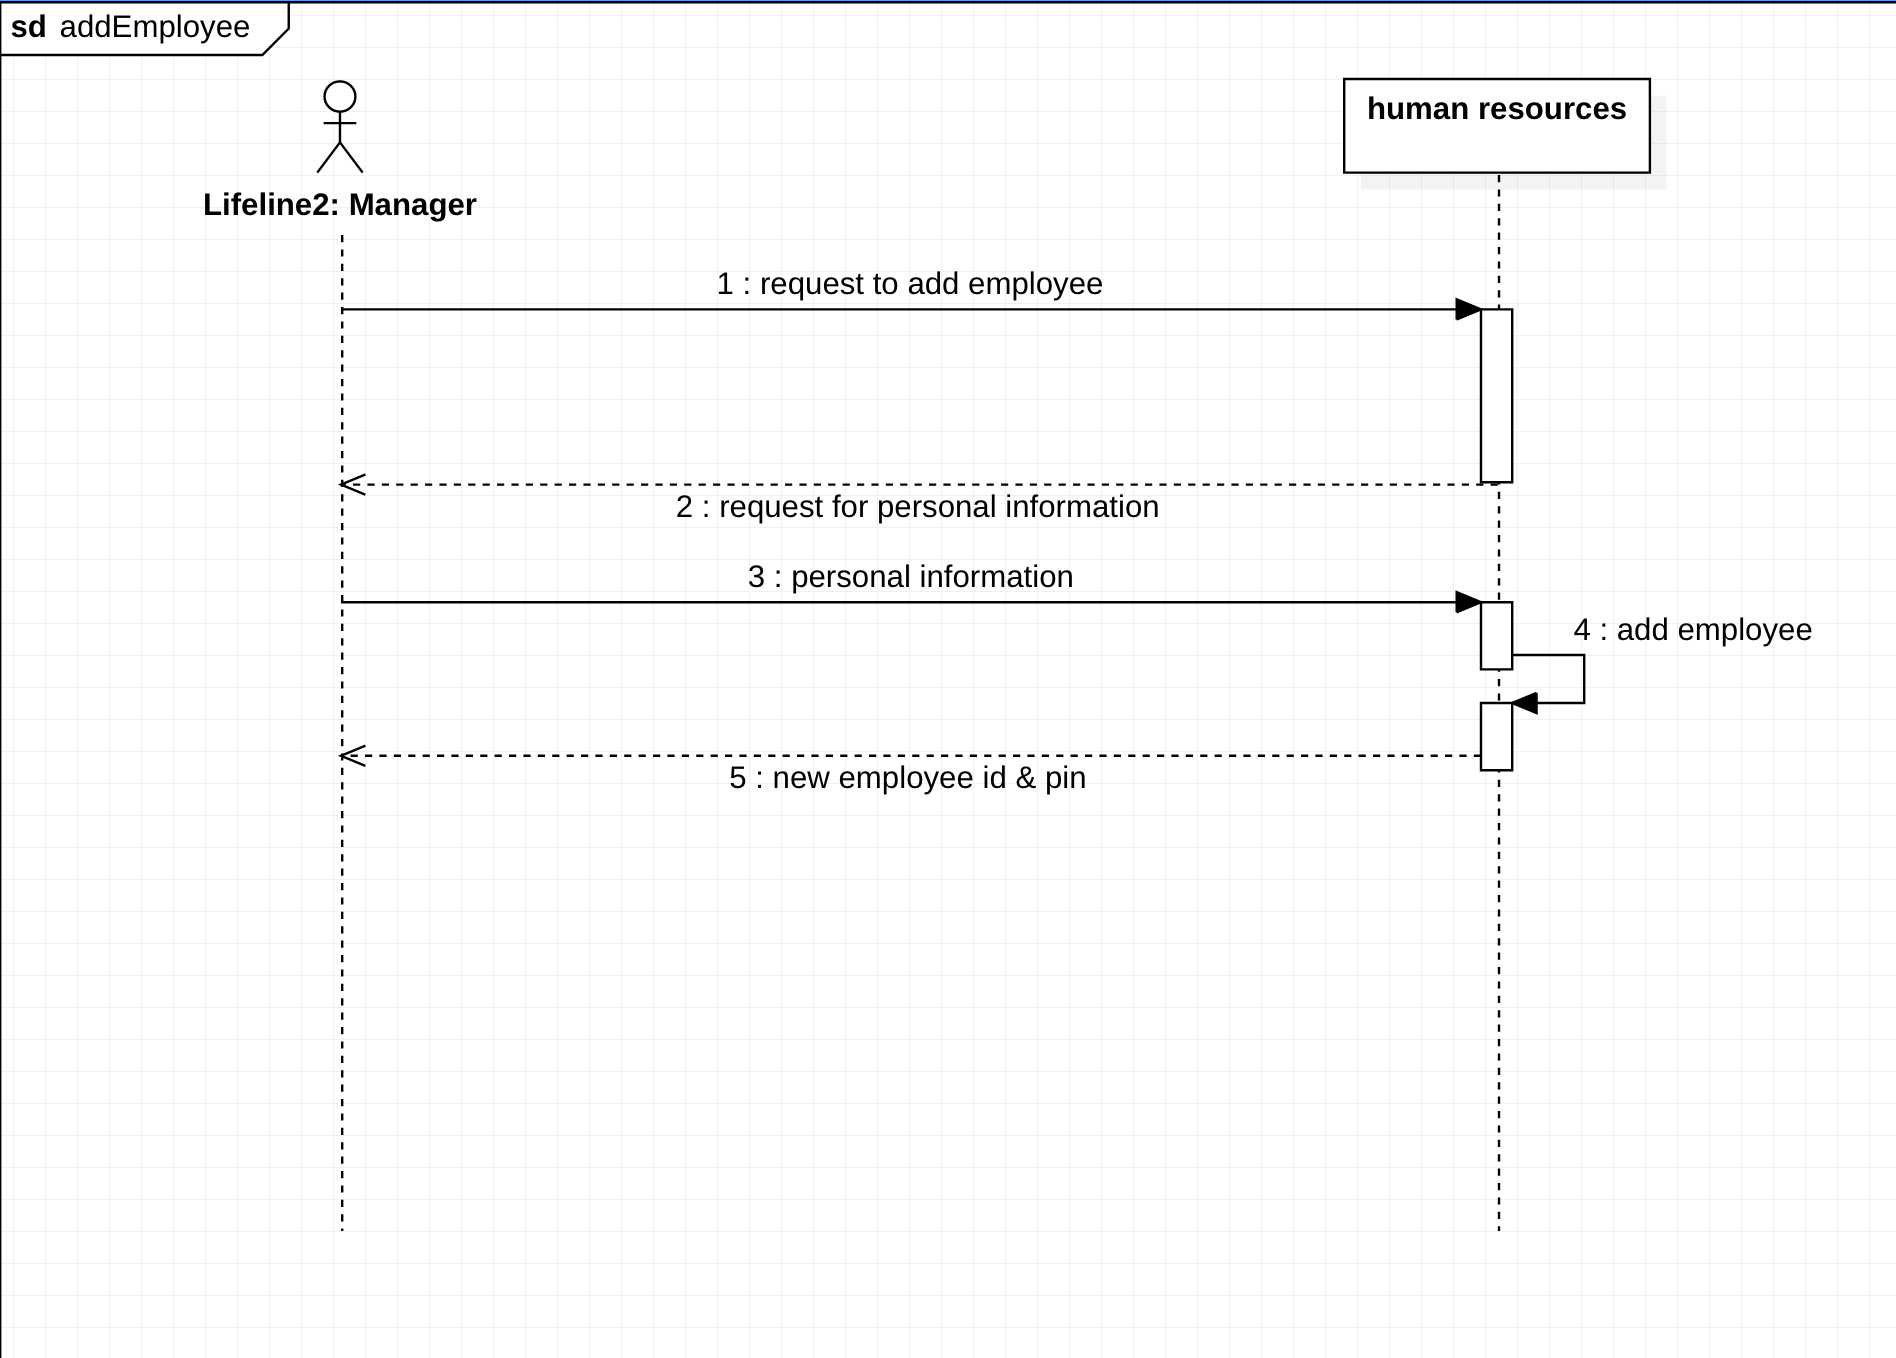 sd addEmployee
human resources
Lifeline2: Manager
1 : request to add employee
2 : request for personal information
3 : personal information
4 : add employee
5 : new employee id & pin